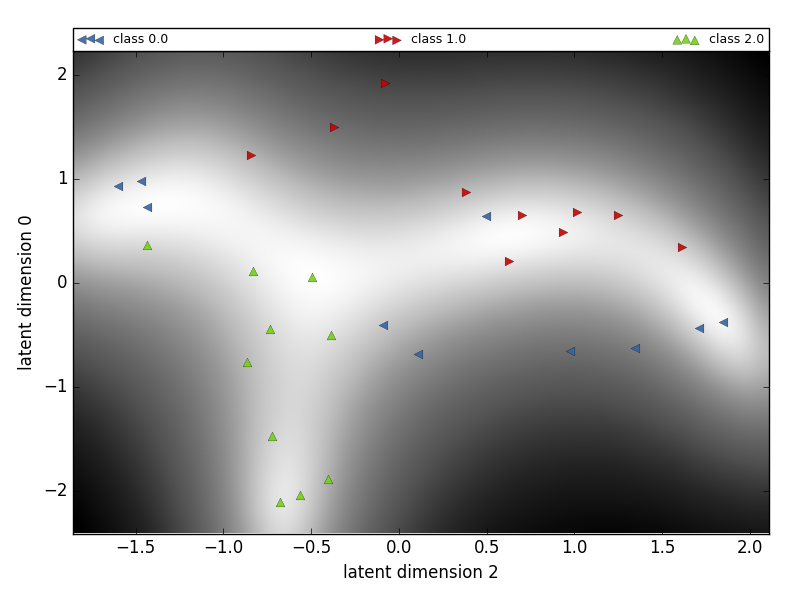 class 0.0 class 1.0 class 2.0
2
1
0
−1
−2
latent dimension 0
−1.5 −1.0 −0.5 0.0 0.5 1.0 1.5 2.0
latent dimension 2